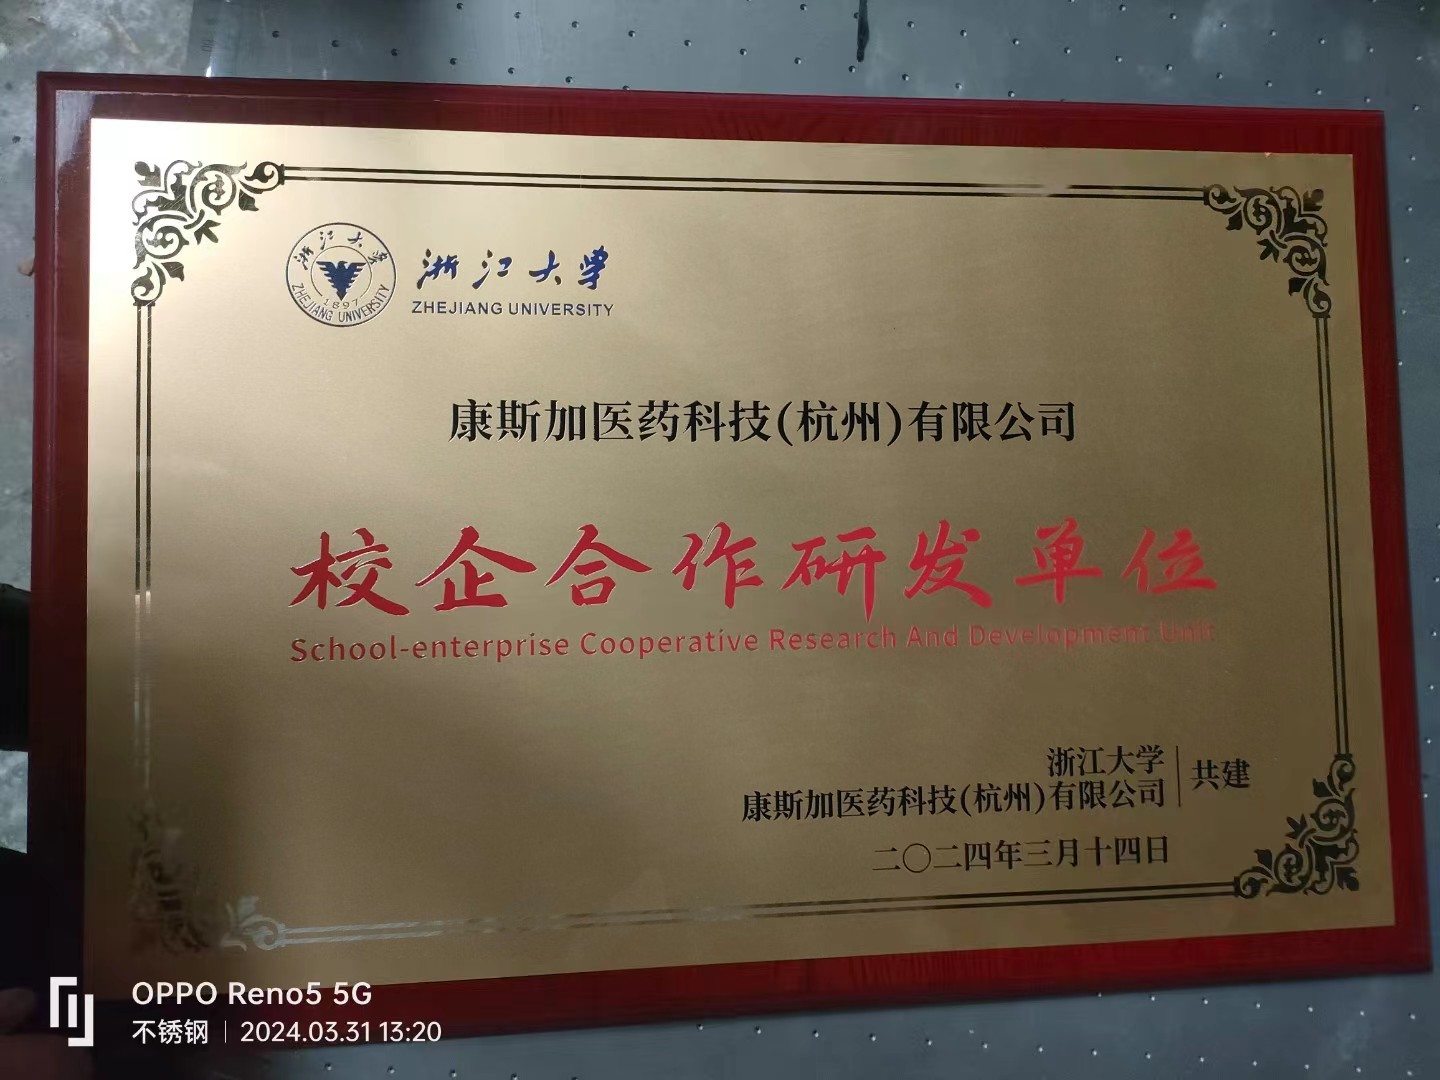 浙江大学
1897
ZHEJIANG UNIVERSITY
浙江大学
ZHEJIANG UNIVERSITY
康斯加医药科技(杭州)有限公司
校企合作研发单位
School-enterprise Cooperative Research And Development Unit
浙江大学
康斯加医药科技(杭州)有限公司
共建
二〇二四年三月十四日
OPPO Reno5 5G
不锈钢 | 2024.03.31 13:20